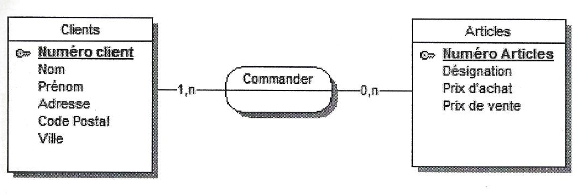 Clients
Numéro client
Nom
Prénom
Adresse
Code Postal
Ville
1,n
Commander
0,n
Articles
Numéro Articles
Désignation
Prix d'achat
Prix de vente